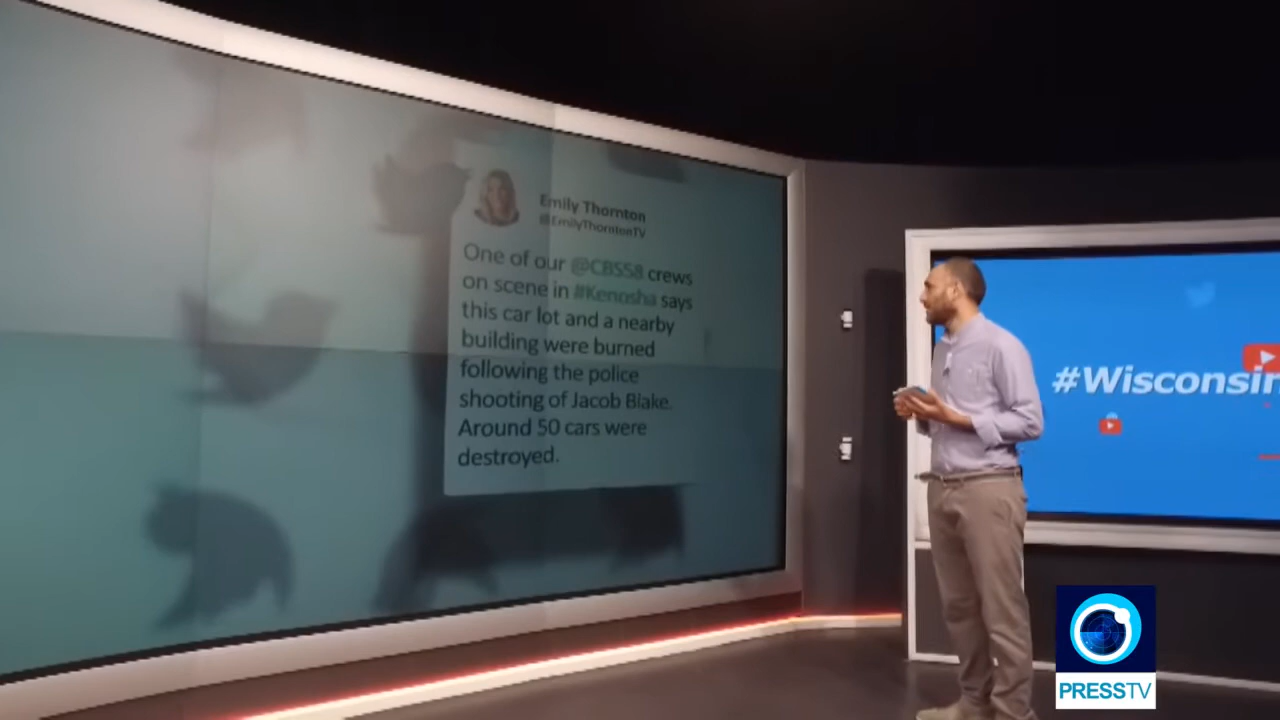 Emily Thornton
@EmilyThorntonTV
One of our @CBS58 crews
on scene in #Kenosha says
this car lot and a nearby
building were burned
following the police
shooting of Jacob Blake.
Around 50 cars were
destroyed.
#Wisconsin
PRESSTV